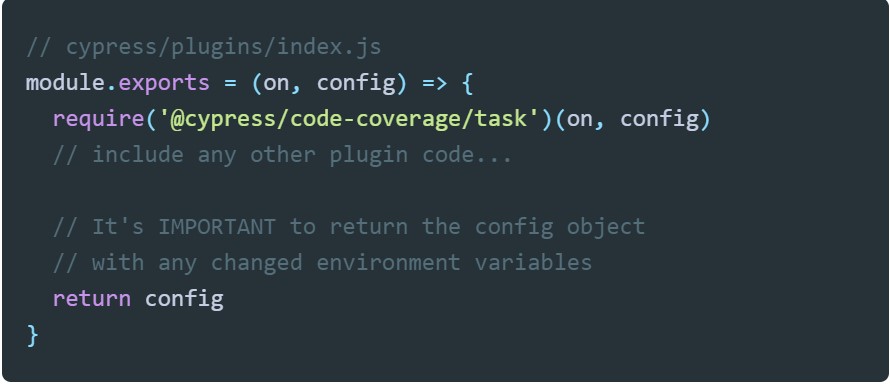 // cypress/plugins/index.js
module.exports = (on, config) => {
  require('@cypress/code-coverage/task')(on, config)
  // include any other plugin code...

  // It's IMPORTANT to return the config object
  // with any changed environment variables
  return config
}